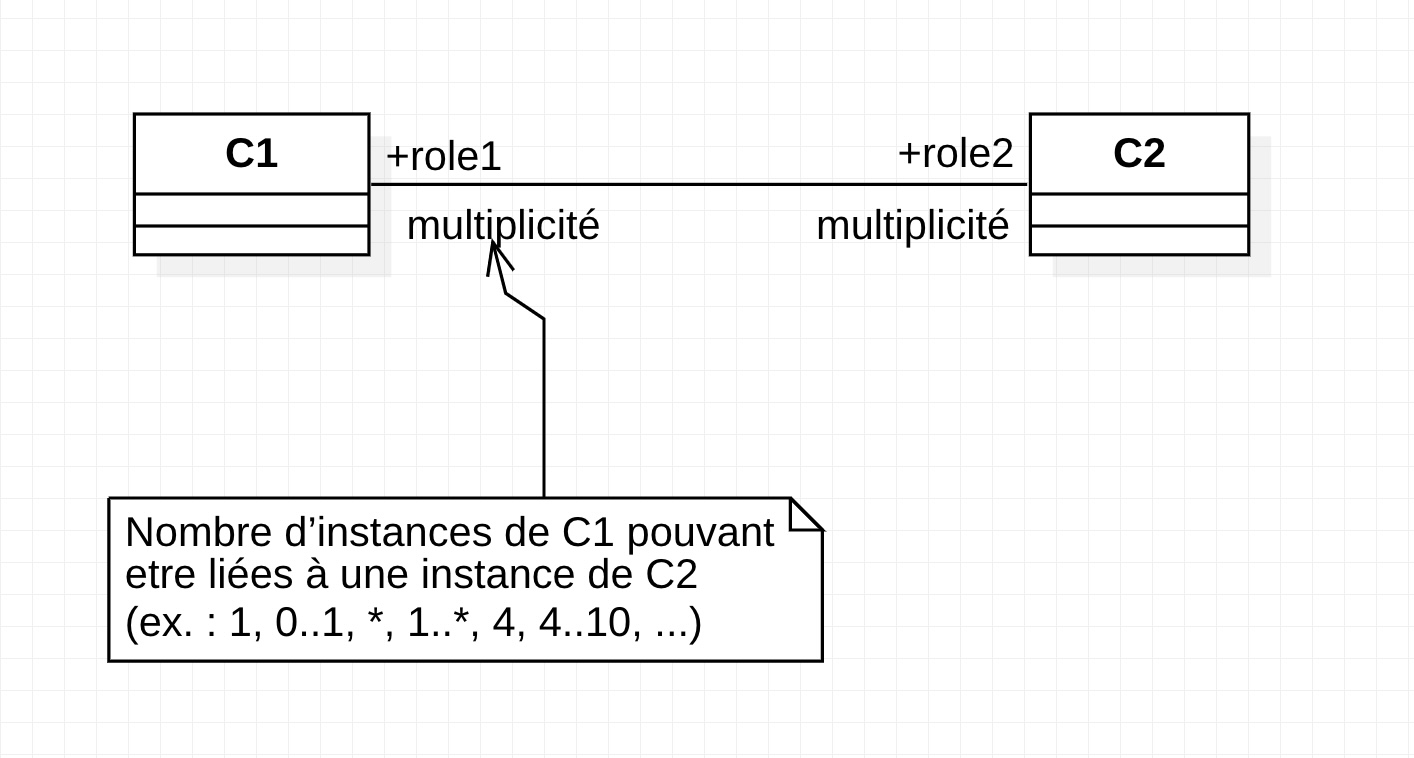 C1
+role1
+role2
C2
multiplicité
multiplicité
Nombre d’instances de C1 pouvant
etre liées à une instance de C2
(ex. : 1, 0..1, *, 1..*, 4, 4..10, ...)